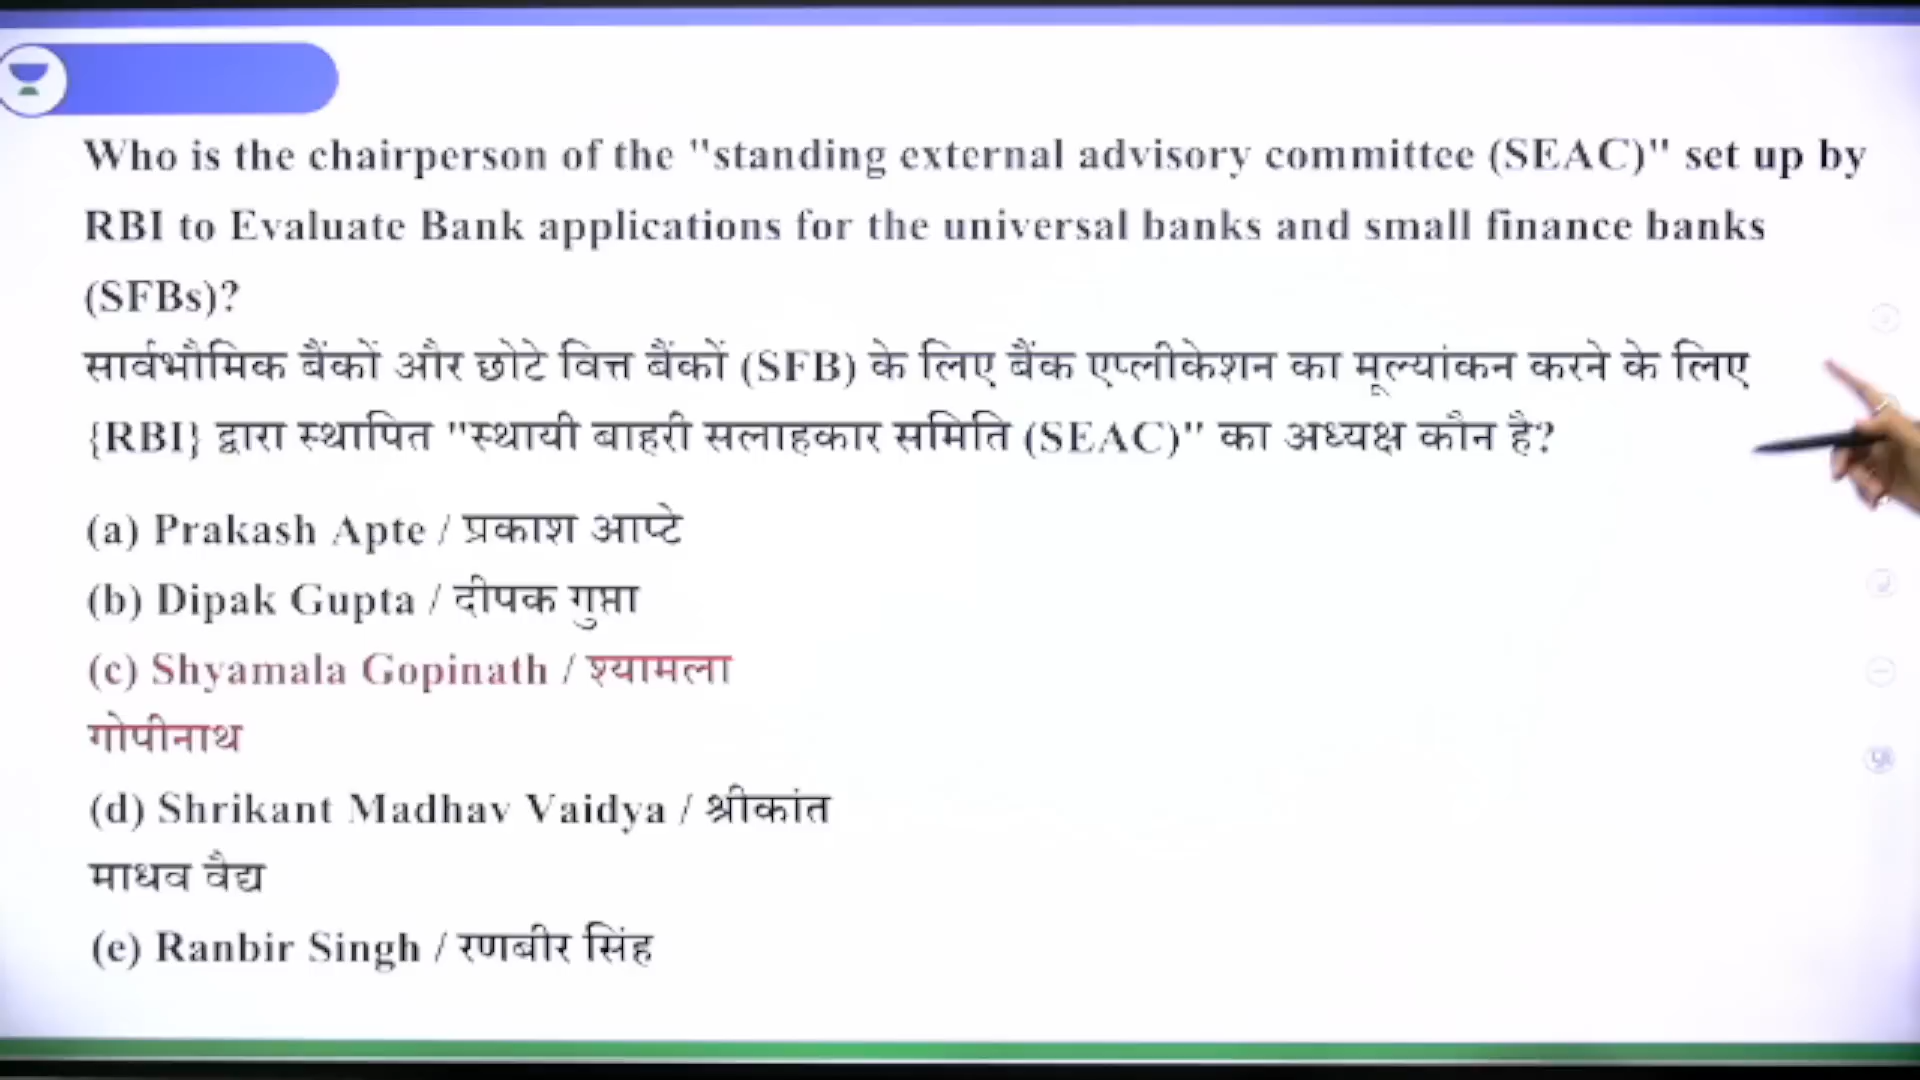 Who is the chairperson of the "standing external advisory committee (SEAC)" set up by
RBI to Evaluate Bank applications for the universal banks and small finance banks
(SFBs)?
सार्वभौमिक बैंकों और छोटे वित्त बैंकों (SFB) के लिए बैंक एप्लीकेशन का मूल्यांकन करने के लिए
{RBI} द्वारा स्थापित "स्थायी बाहरी सलाहकार समिति (SEAC)" का अध्यक्ष कौन है?
(a) Prakash Apte / प्रकाश आप्टे
(b) Dipak Gupta / दीपक गुप्ता
(c) Shyamala Gopinath / श्यामला
गोपीनाथ
(d) Shrikant Madhav Vaidya / श्रीकांत
माधव वैद्य
(e) Ranbir Singh / रणबीर सिंह